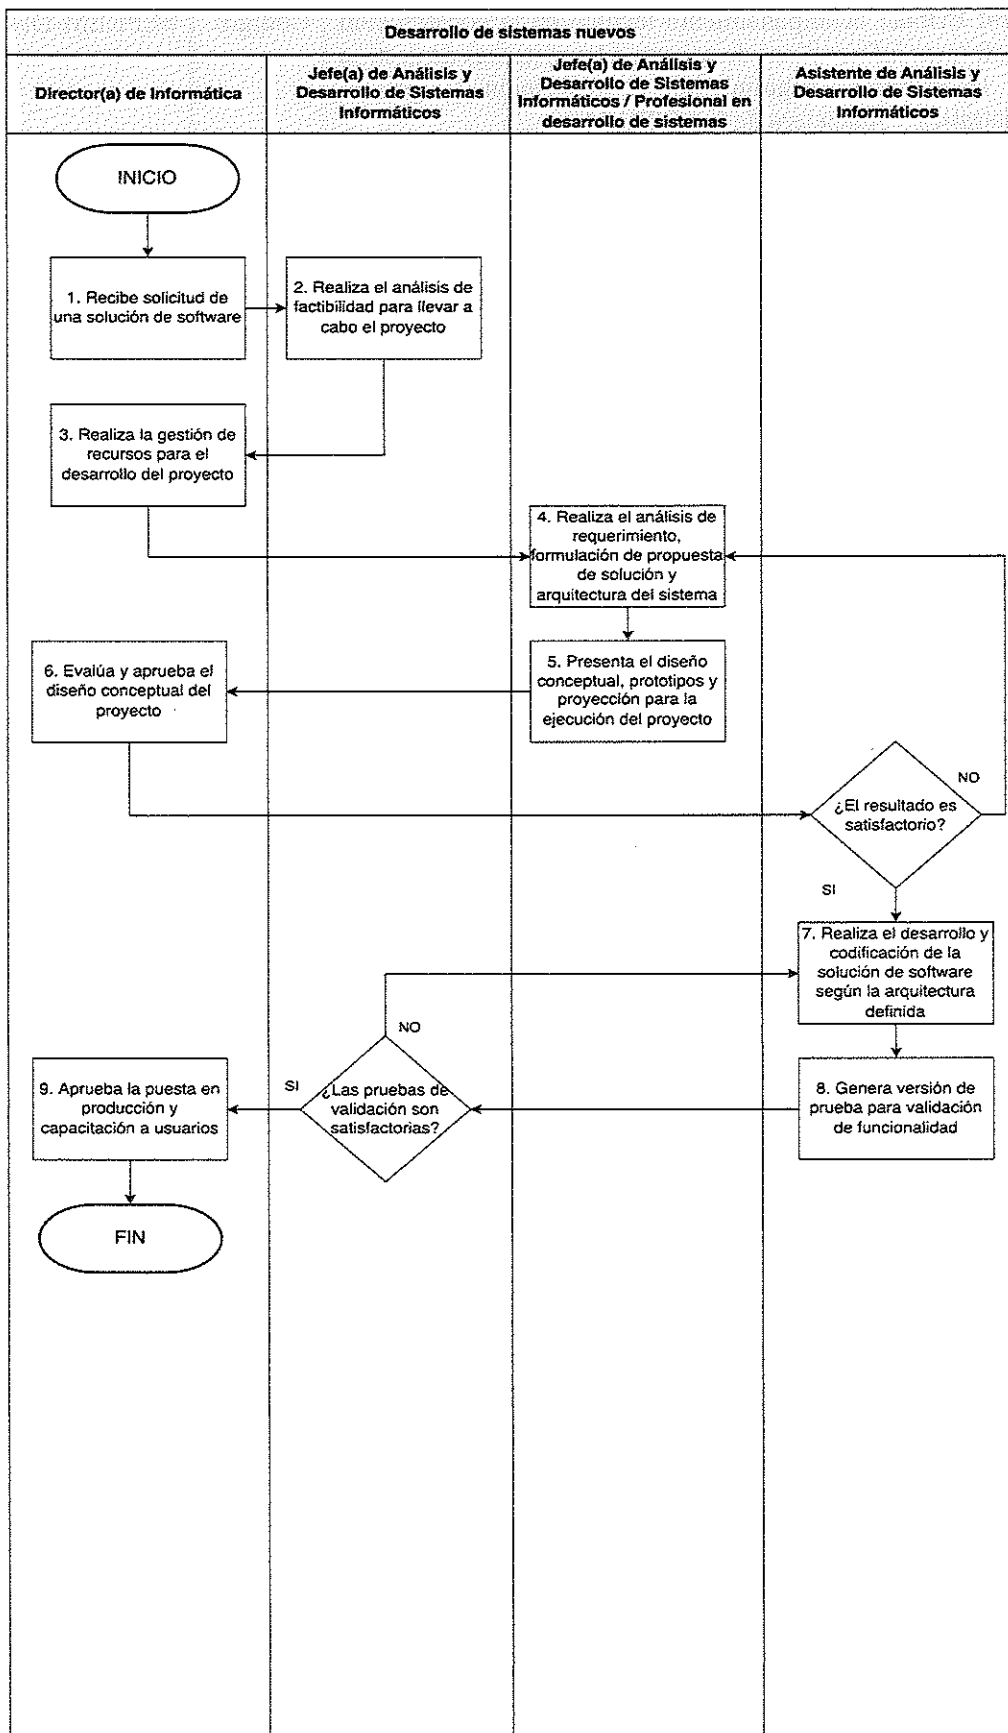 Desarrollo de sistemas nuevos
Director(a) de Informática
Jefe(a) de Análisis y
Desarrollo de Sistemas
Informáticos
Jefe(a) de Análisis y
Desarrollo de Sistemas
Informáticos / Profesional en
desarrollo de sistemas
Asistente de Análisis y
Desarrollo de Sistemas
Informáticos
INICIO
1. Recibe solicitud de
una solución de software
2. Realiza el análisis de
factibilidad para llevar a
cabo el proyecto
3. Realiza la gestión de
recursos para el
desarrollo del proyecto
4. Realiza el análisis de
requerimiento,
formulación de propuesta
de solución y
arquitectura del sistema
5. Presenta el diseño
conceptual, prototipos y
proyección para la
ejecución del proyecto
6. Evalúa y aprueba el
diseño conceptual del
proyecto
¿El resultado es
satisfactorio?
NO
SI
7. Realiza el desarrollo y
codificación de la
solución de software
según la arquitectura
definida
8. Genera versión de
prueba para validación
de funcionalidad
NO
¿Las pruebas de
validación son
satisfactorias?
SI
9. Aprueba la puesta en
producción y
capacitación a usuarios
FIN